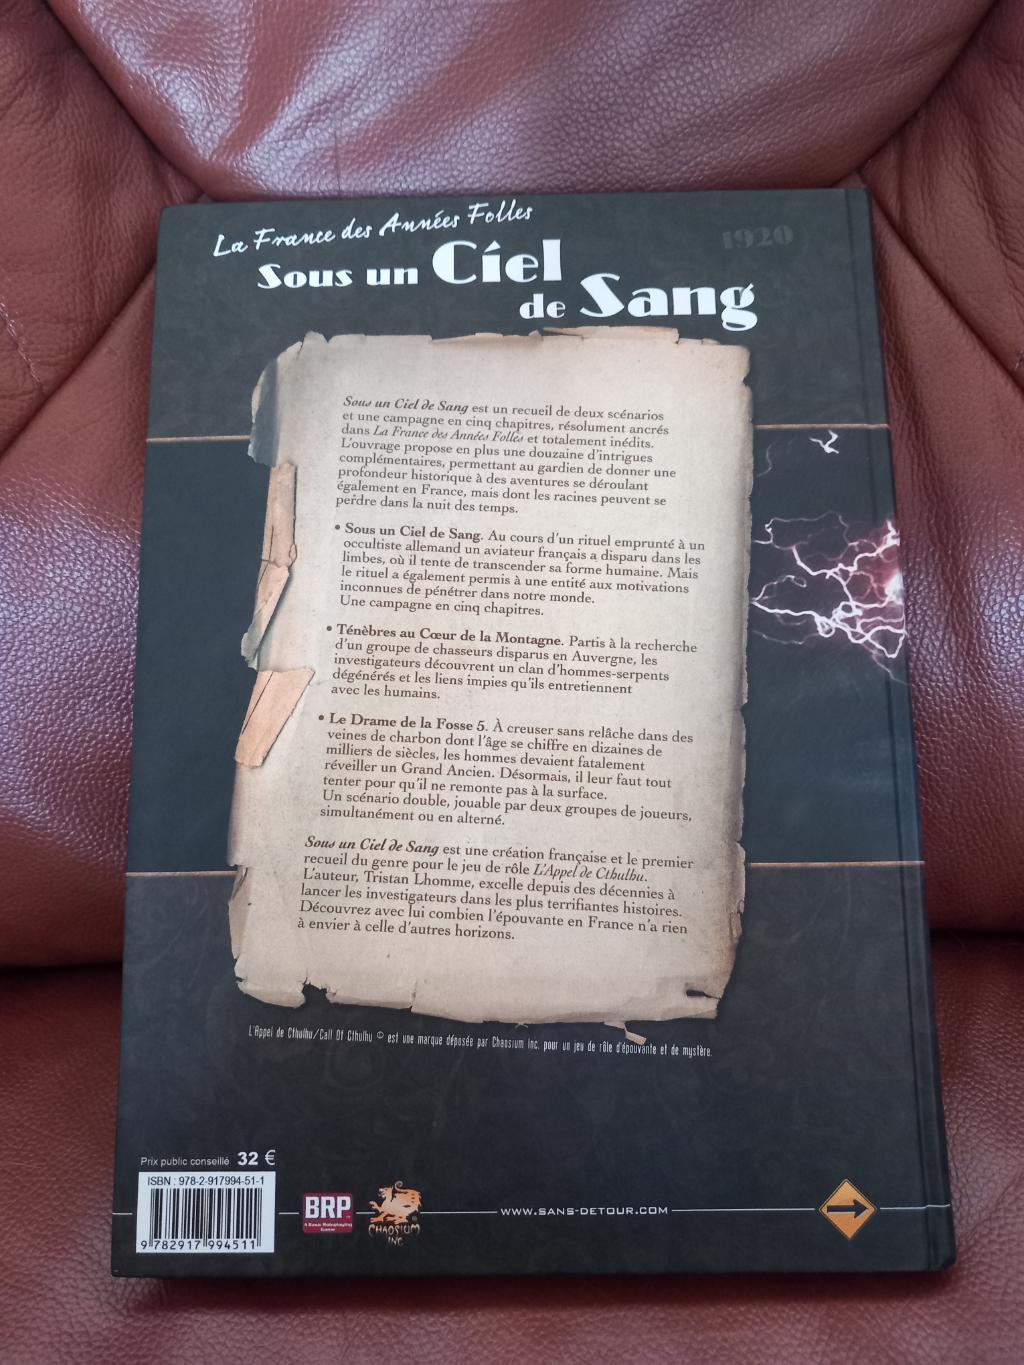 La France des Années Folles
1920
Sous un Ciel
de Sang
Sous un Ciel de Sang est un recueil de deux scénarios
et une campagne en cinq chapitres, résolument ancrés
dans La France des Années Folles et totalement inédits.
L'ouvrage propose en plus une douzaine d'intrigues
complémentaires, permettant au gardien de donner une
profondeur historique à des aventures se déroulant
également en France, mais dont les racines peuvent se
perdre dans la nuit des temps.
• Sous un Ciel de Sang. Au cours d'un rituel emprunté à un
occultiste allemand un aviateur français a disparu dans les
limbes, où il tente de transcender sa forme humaine. Mais
le rituel a également permis à une entité aux motivations
inconnues de pénétrer dans notre monde.
Une campagne en cinq chapitres.
• Ténèbres au Cœur de la Montagne. Partis à la recherche
d'un groupe de chasseurs disparus en Auvergne, les
investigateurs découvrent un clan d'hommes-serpents
dégénérés et les liens impies qu'ils entretiennent
avec les humains.
• Le Drame de la Fosse 5. À creuser sans relâche dans des
veines de charbon dont l'âge se chiffre en dizaines de
milliers de siècles, les hommes devaient fatalement
réveiller un Grand Ancien. Désormais, il leur faut tout
tenter pour qu'il ne remonte pas à la surface.
Un scénario double, jouable par deux groupes de joueurs,
simultanément ou en alterné.
Sous un Ciel de Sang est une création française et le premier
recueil du genre pour le jeu de rôle L'Appel de Cthulhu.
L'auteur, Tristan Lhomme, excelle depuis des décennies à
lancer les investigateurs dans les plus terrifiantes histoires.
Découvrez avec lui combien l'épouvante en France n'a rien
à envier à celle d'autres horizons.
L'Appel de Cthulhu/Call Of Cthulhu © est une marque déposée par Chaosium Inc. pour un jeu de rôle d'épouvante et de mystère.
Prix public conseillé 32 €
ISBN : 978-2-917994-51-1
9 782917 994511
BRP
A Basic Roleplaying
Game
CHAOSIUM
INC.
WWW.SANS-DETOUR.COM